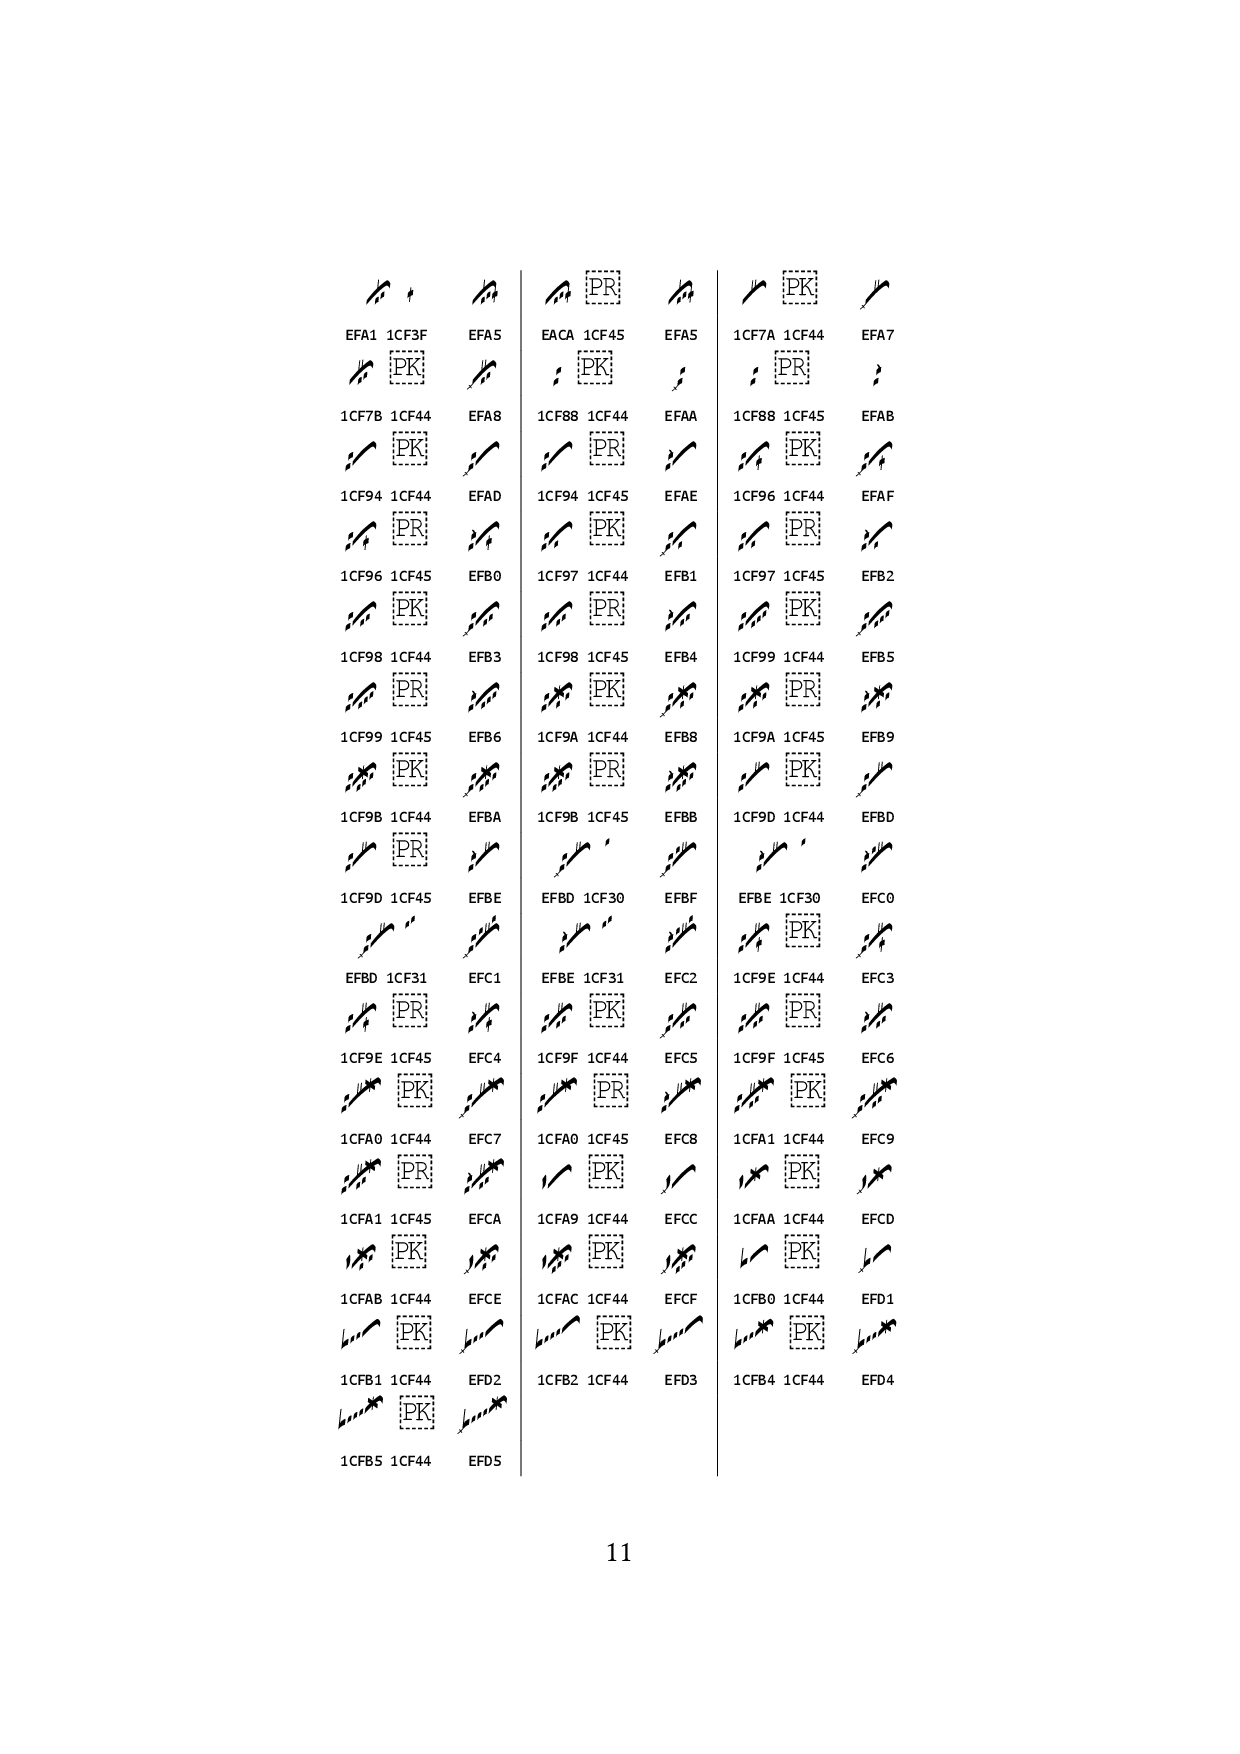 PR PK
EFA1 1CF3F EFA5 EACA 1CF45 EFA5 1CF7A 1CF44 EFA7
PK PK PR
1CF7B 1CF44 EFA8 1CF88 1CF44 EFAA 1CF88 1CF45 EFAB
PK PR PK
1CF94 1CF44 EFAD 1CF94 1CF45 EFAE 1CF96 1CF44 EFAF
PR PK PR
1CF96 1CF45 EFB0 1CF97 1CF44 EFB1 1CF97 1CF45 EFB2
PK PR PK
1CF98 1CF44 EFB3 1CF98 1CF45 EFB4 1CF99 1CF44 EFB5
PR PK PR
1CF99 1CF45 EFB6 1CF9A 1CF44 EFB8 1CF9A 1CF45 EFB9
PK PR PK
1CF9B 1CF44 EFBA 1CF9B 1CF45 EFBB 1CF9D 1CF44 EFBD
PR
1CF9D 1CF45 EFBE EFBD 1CF30 EFBF EFBE 1CF30 EFC0
PK
EFBD 1CF31 EFC1 EFBE 1CF31 EFC2 1CF9E 1CF44 EFC3
PR PK PR
1CF9E 1CF45 EFC4 1CF9F 1CF44 EFC5 1CF9F 1CF45 EFC6
PK PR PK
1CFA0 1CF44 EFC7 1CFA0 1CF45 EFC8 1CFA1 1CF44 EFC9
PR PK PK
1CFA1 1CF45 EFCA 1CFA9 1CF44 EFCC 1CFAA 1CF44 EFCD
PK PK PK
1CFAB 1CF44 EFCE 1CFAC 1CF44 EFCF 1CFB0 1CF44 EFD1
PK PK PK
1CFB1 1CF44 EFD2 1CFB2 1CF44 EFD3 1CFB4 1CF44 EFD4
PK
1CFB5 1CF44 EFD5
11